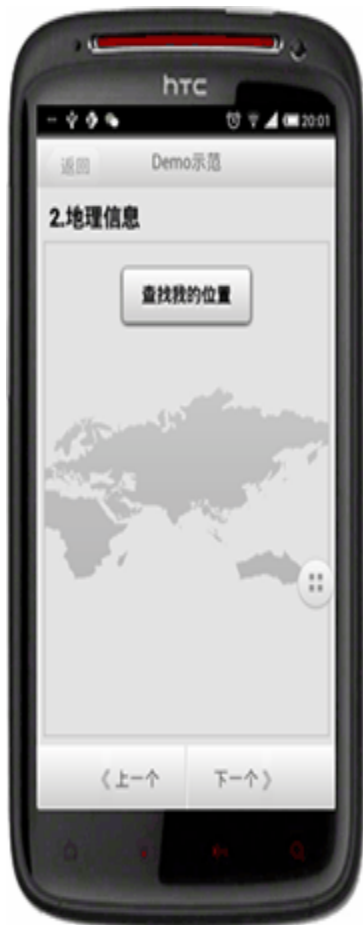 hTC
20:01
返回
Demo示范
2.地理信息
查找我的位置
《上一个
下一个》